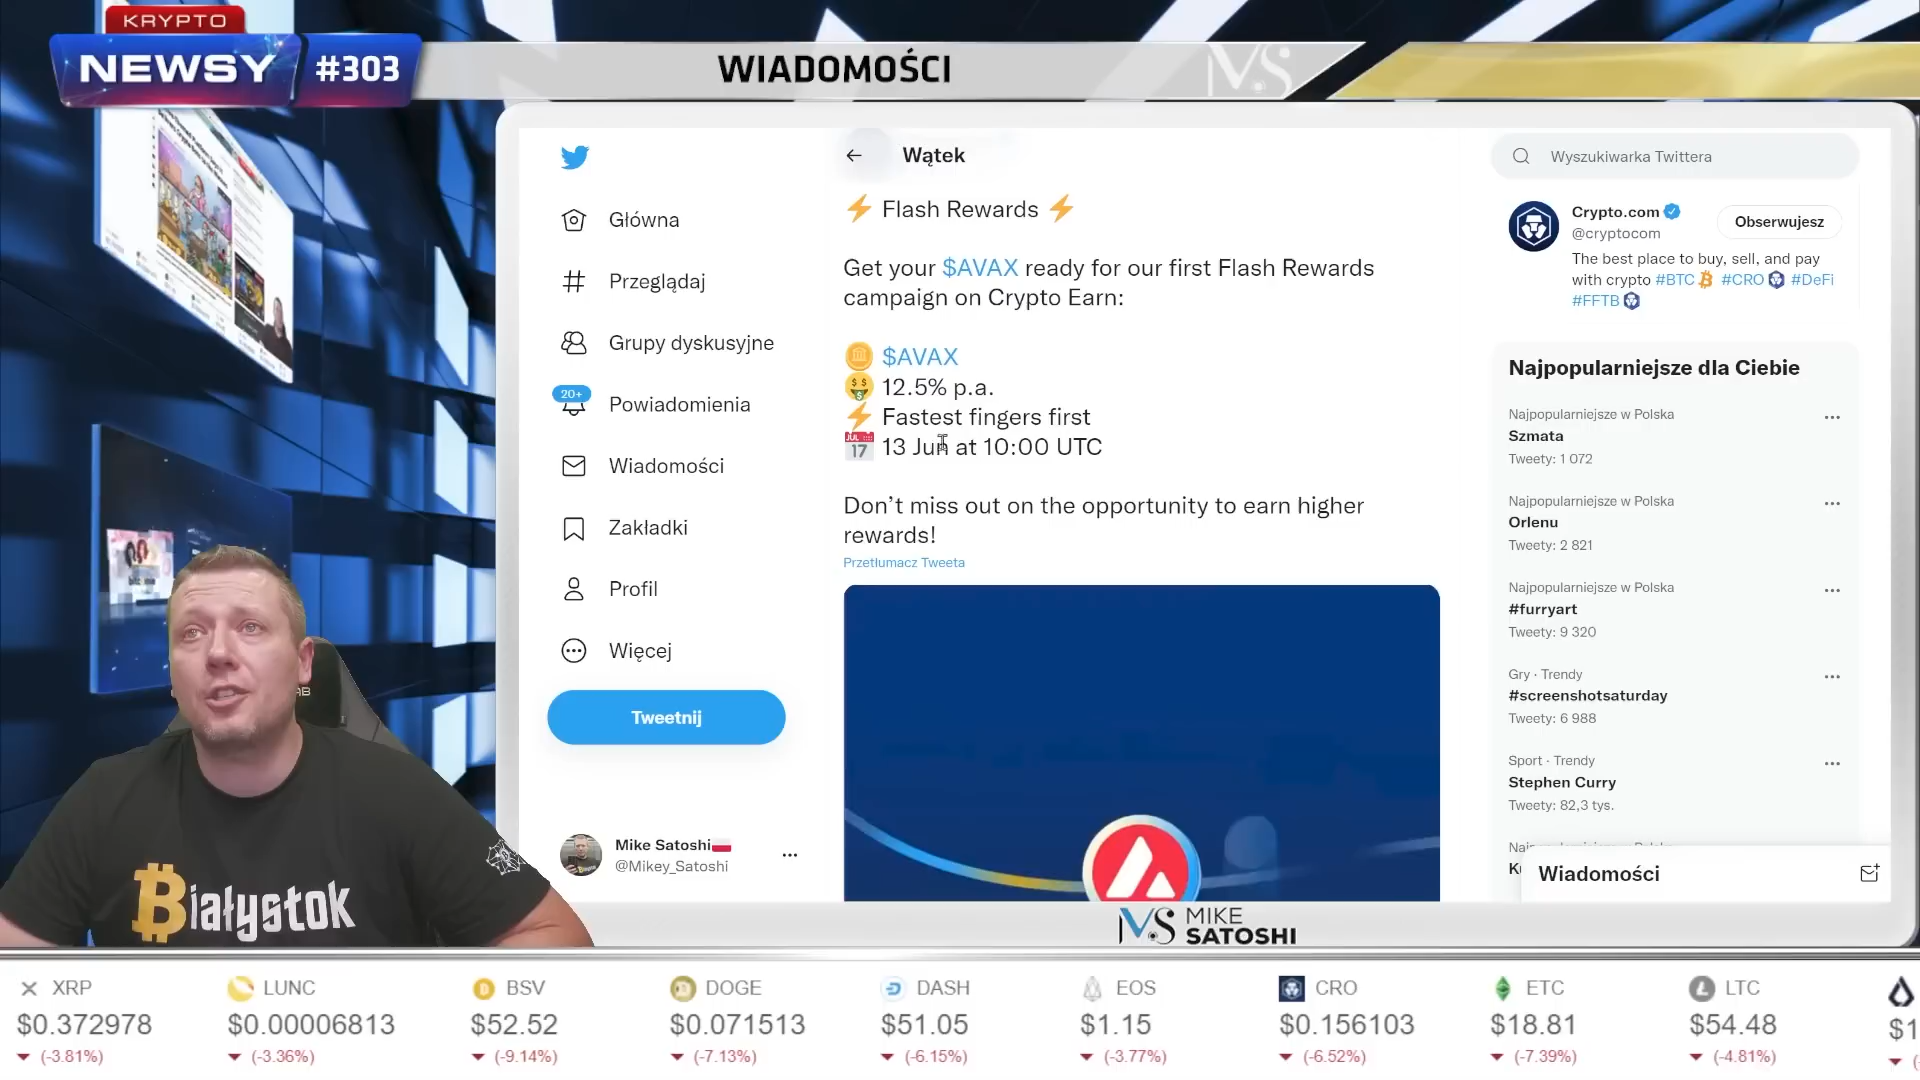 KRYPTO
NEWSY #303
WIADOMOŚCI
Wątek
Główna
Przeglądaj
Grupy dyskusyjne
20+
Powiadomienia
Wiadomości
Zakładki
Profil
Więcej
Tweetnij
Mike Satoshi
@Mikey_Satoshi
Flash Rewards
Get your $AVAX ready for our first Flash Rewards
campaign on Crypto Earn:
$AVAX
12.5% p.a.
Fastest fingers first
JUL 17 13 Jun at 10:00 UTC
Don’t miss out on the opportunity to earn higher
rewards!
Przetłumacz Tweeta
Wyszukiwarka Twittera
Crypto.com
@cryptocom
Obserwujesz
The best place to buy, sell, and pay
with crypto #BTC #CRO #DeFi
#FFTB
Najpopularniejsze dla Ciebie
Najpopularniejsze w Polska
Szmata
Tweety: 1 072
Najpopularniejsze w Polska
Orlenu
Tweety: 2 821
Najpopularniejsze w Polska
#furryart
Tweety: 9 320
Gry · Trendy
#screenshotsaturday
Tweety: 6 988
Sport · Trendy
Stephen Curry
Tweety: 82,3 tys.
Wiadomości
Białystok
MS MIKE
SATOSHI
XRP LUNC BSV DOGE DASH EOS CRO ETC LTC
$0.372978 $0.00006813 $52.52 $0.071513 $51.05 $1.15 $0.156103 $18.81 $54.48 $1
(-3.81%) (-3.36%) (-9.14%) (-7.13%) (-6.15%) (-3.77%) (-6.52%) (-7.39%) (-4.81%)